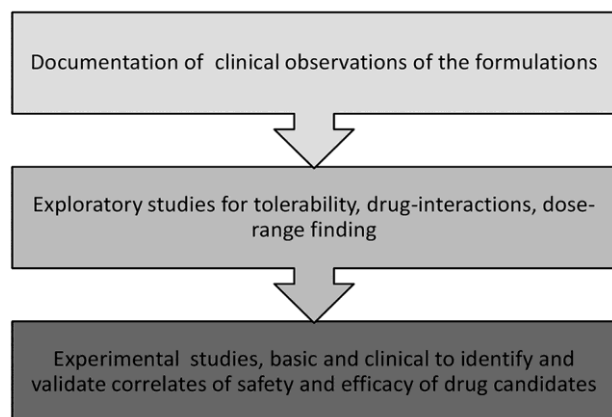 Documentation of  clinical observations of the formulations
Exploratory studies for tolerability, drug-interactions, dose-
range finding
Experimental  studies, basic and clinical to identify and
validate correlates of safety and efficacy of drug candidates